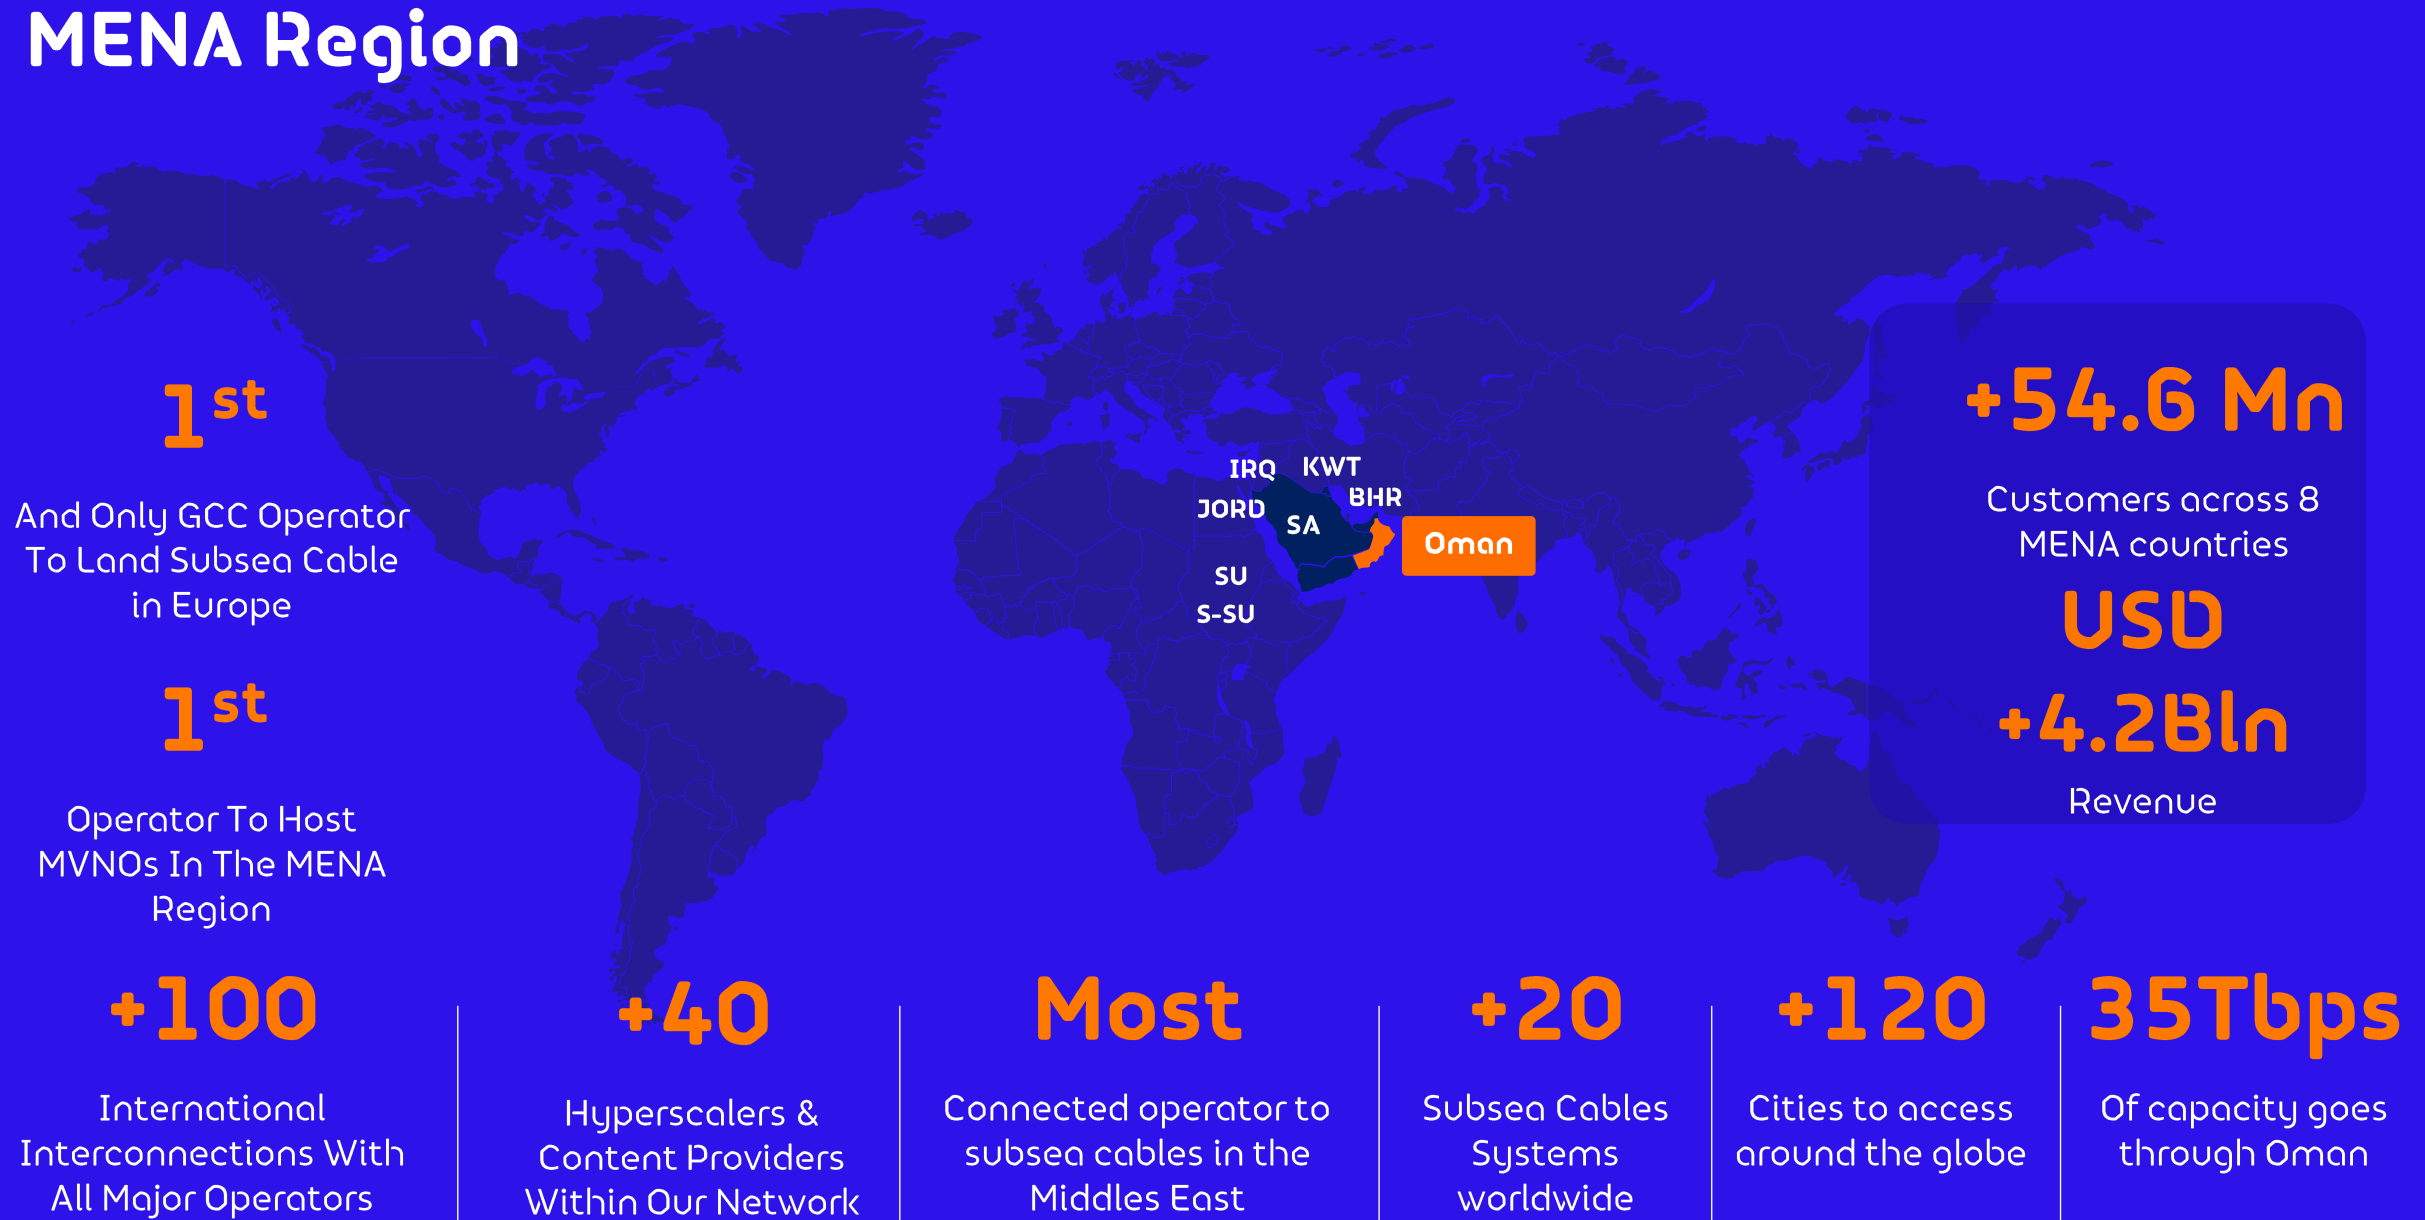 MENA Region
1st
And Only GCC Operator
To Land Subsea Cable
in Europe
1st
Operator To Host
MVNOs In The MENA
Region
IRQ
KWT
JORD
BHR
SA
Oman
SU
S-SU
+54.6 Mn
Customers across 8
MENA countries
USD
+4.2Bln
Revenue
+100
International
Interconnections With
All Major Operators
+40
Hyperscalers &
Content Providers
Within Our Network
Most
Connected operator to
subsea cables in the
Middles East
+20
Subsea Cables
Systems
worldwide
+120
Cities to access
around the globe
35Tbps
Of capacity goes
through Oman